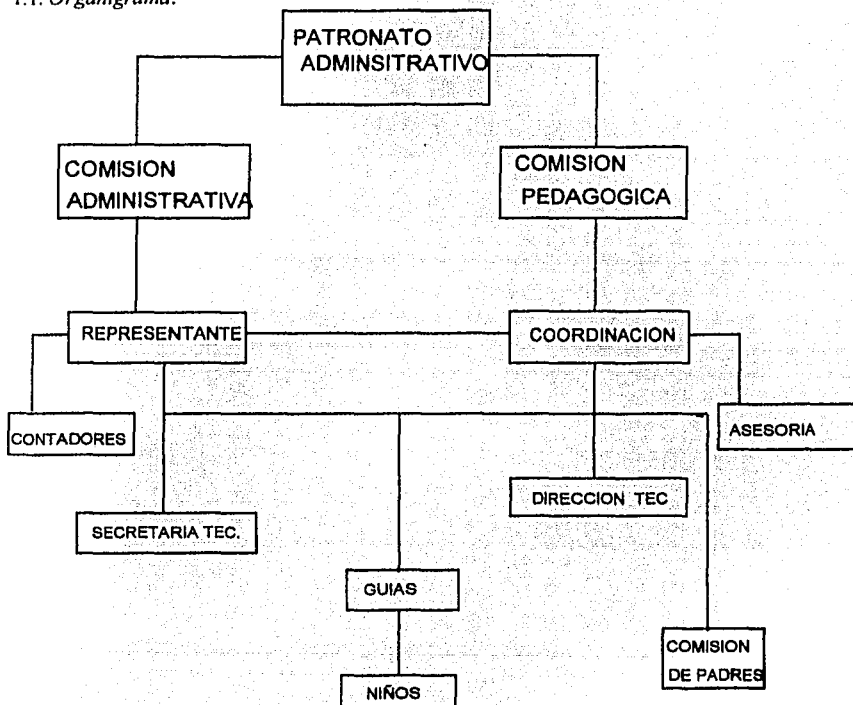 1.1. Organigrama.
PATRONATO
ADMINSITRATIVO
COMISION
ADMINISTRATIVA
COMISION
PEDAGOGICA
REPRESENTANTE
COORDINACION
CONTADORES
ASESORIA
DIRECCION TEC
SECRETARIA TEC.
GUIAS
COMISION
DE PADRES
NIÑOS